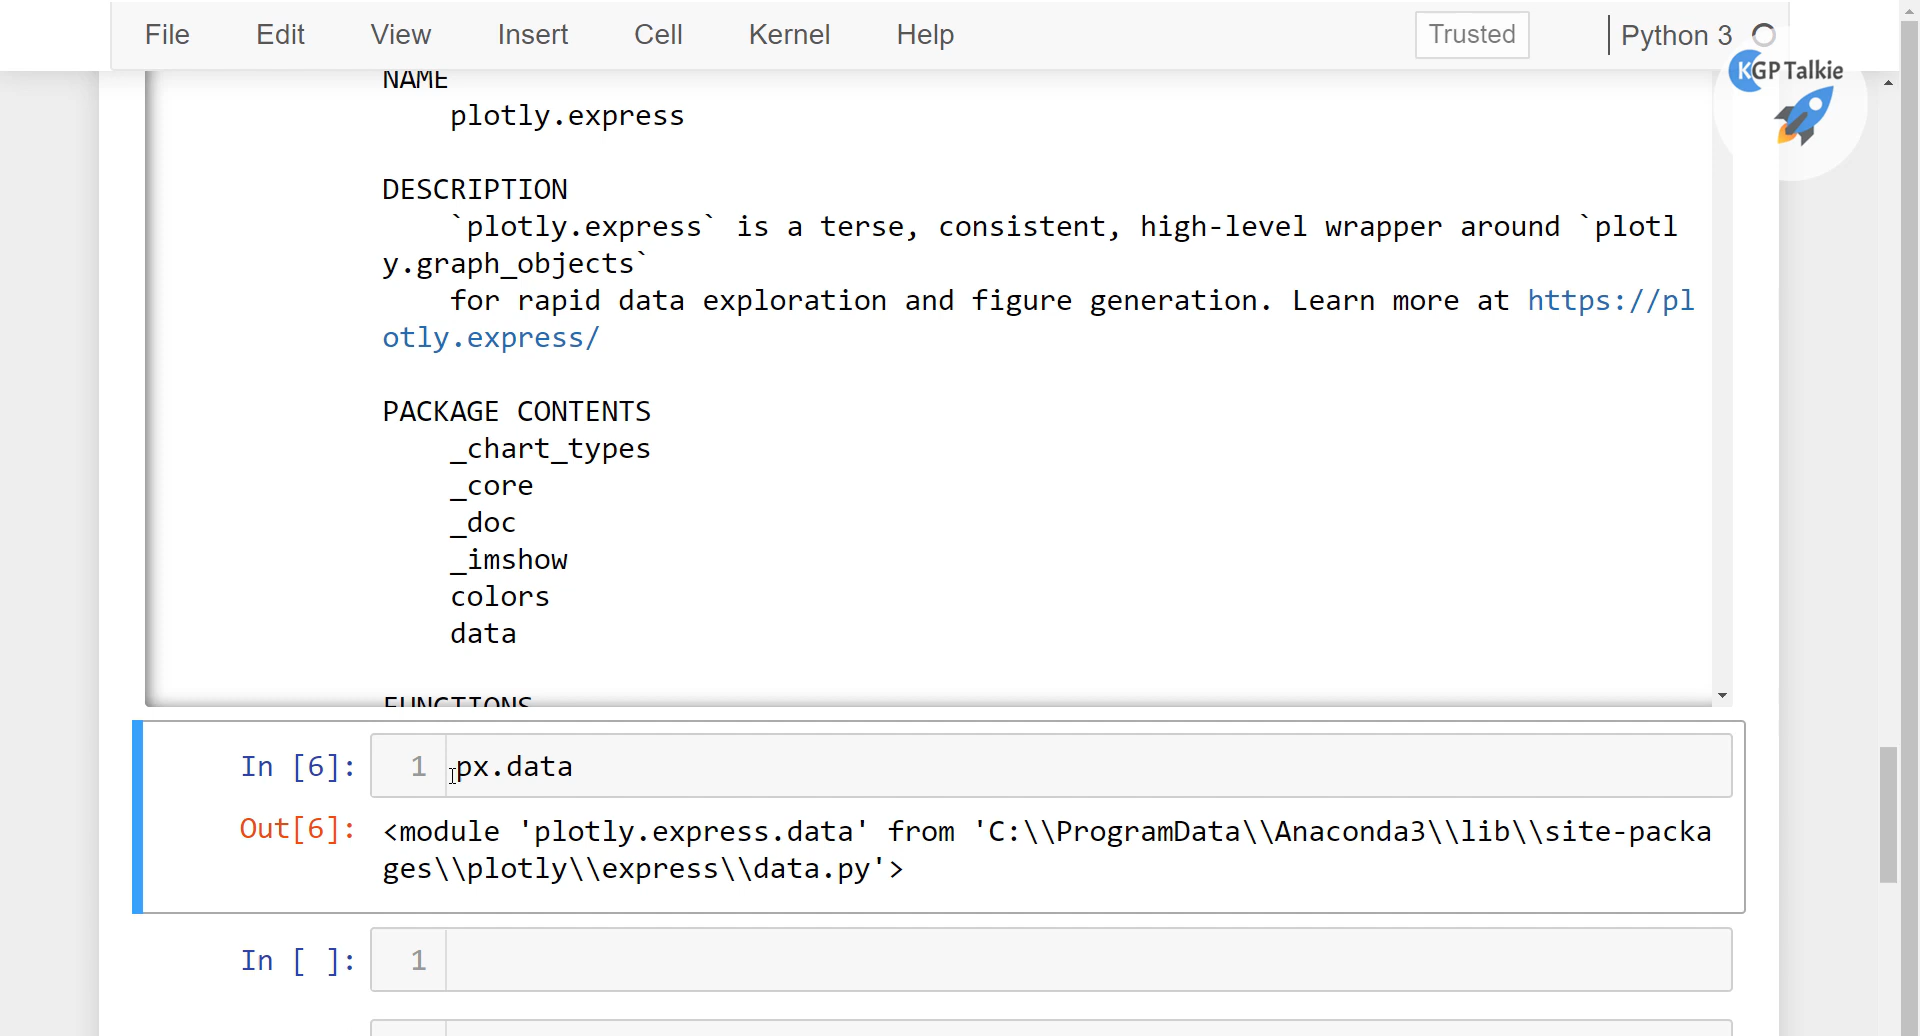 File Edit View Insert Cell Kernel Help Trusted Python 3
KGP Talkie
NAME
plotly.express
DESCRIPTION
`plotly.express` is a terse, consistent, high-level wrapper around `plotl
y.graph_objects`
for rapid data exploration and figure generation. Learn more at https://pl
otly.express/
PACKAGE CONTENTS
_chart_types
_core
_doc
_imshow
colors
data
FUNCTIONS
In [6]: 1 px.data
Out[6]: <module 'plotly.express.data' from 'C:\\ProgramData\\Anaconda3\\lib\\site-packa
ges\\plotly\\express\\data.py'>
In [ ]: 1